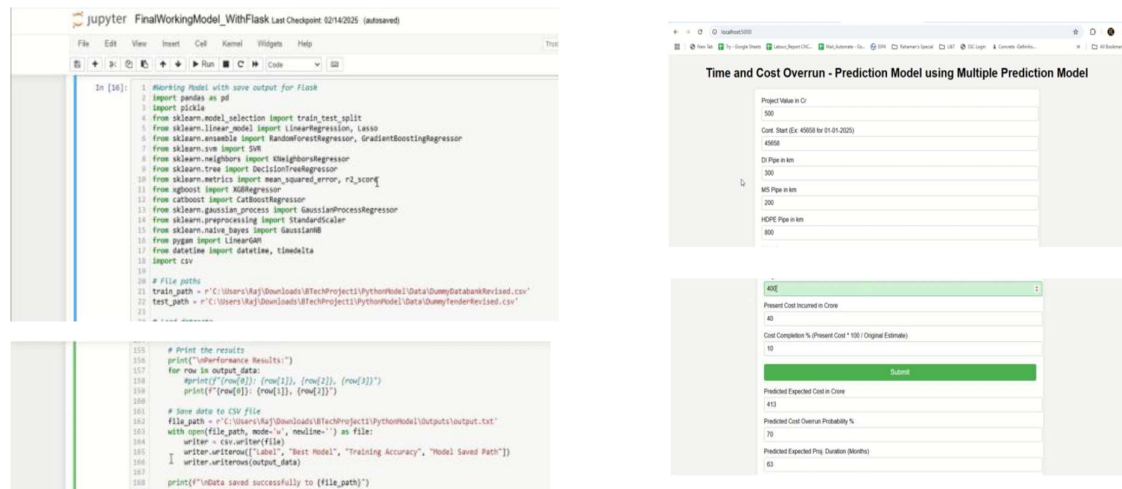 jupyter FinalWorkingModel_WithFlask Last Checkpoint: 02/14/2025 (autosaved)
File Edit View Insert Cell Kernel Widgets Help
Run Code
In [16]:
1 #Working Model with save output for Flask
2 import pandas as pd
3 import pickle
4 from sklearn.model_selection import train_test_split
5 from sklearn.linear_model import LinearRegression, Lasso
6 from sklearn.ensemble import RandomForestRegressor, GradientBoostingRegressor
7 from sklearn.svm import SVR
8 from sklearn.neighbors import KNeighborsRegressor
9 from sklearn.tree import DecisionTreeRegressor
10 from sklearn.metrics import mean_squared_error, r2_score
11 from xgboost import XGBRegressor
12 from catboost import CatBoostRegressor
13 from sklearn.gaussian_process import GaussianProcessRegressor
14 from sklearn.preprocessing import StandardScaler
15 from sklearn.naive_bayes import GaussianNB
16 from pygam import LinearGAM
17 from datetime import datetime, timedelta
18 import csv
19
20 # File paths
21 train_path = r'C:\Users\Raj\Downloads\BTechProject1\PythonModel\Data\DummyDatabankRevised.csv'
22 test_path = r'C:\Users\Raj\Downloads\BTechProject1\PythonModel\Data\DummyTenderRevised.csv'
23
155 # Print the results
156 print("\nPerformance Results:")
157 for row in output_data:
158 #print(f"{row[0]}: {row[1]}, {row[2]}, {row[3]}")
159 print(f"{row[0]}: {row[1]}, {row[2]}")
160
161 # Save data to CSV file
162 file_path = r'C:\Users\Raj\Downloads\BTechProject1\PythonModel\Outputs\output.txt'
163 with open(file_path, mode='w', newline='') as file:
164 writer = csv.writer(file)
165 writer.writerow(["Label", "Best Model", "Training Accuracy", "Model Saved Path"])
166 writer.writerows(output_data)
167
168 print(f"\nData saved successfully to {file_path}")
localhost:5000
New Tab
Time and Cost Overrun - Prediction Model using Multiple Prediction Model
Project Value in Cr
500
Cont. Start (Ex: 45658 for 01-01-2025)
45658
DI Pipe in km
300
MS Pipe in km
200
HDPE Pipe in km
800
400
Present Cost Incurred in Crore
40
Cost Completion % (Present Cost * 100 / Original Estimate)
10
Submit
Predicted Expected Cost in Crore
413
Predicted Cost Overrun Probability %
70
Predicted Expected Proj. Duration (Months)
63